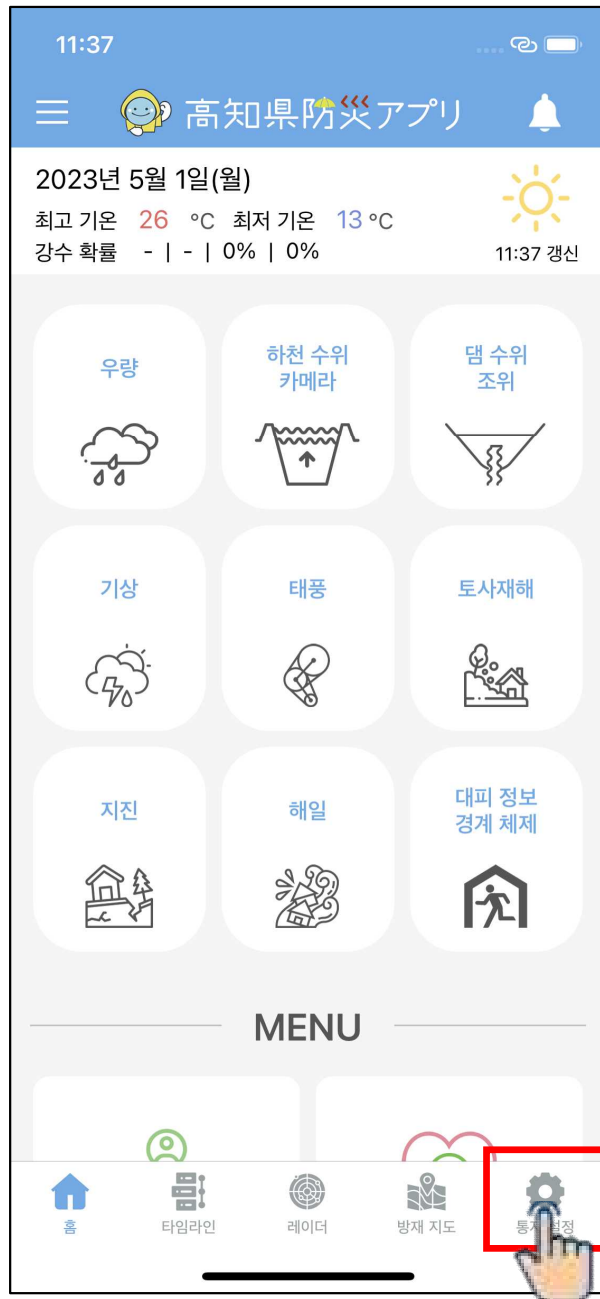 11:37
高知県防災アプリ
2023년 5월 1일(월)
최고 기온 26 °C 최저 기온 13 °C
강수 확률 - | - | 0% | 0%
11:37 갱신
우량
하천 수위
카메라
댐 수위
조위
기상
태풍
토사재해
지진
해일
대피 정보
경계 체제
MENU
홈
타임라인
레이더
방재 지도
설정